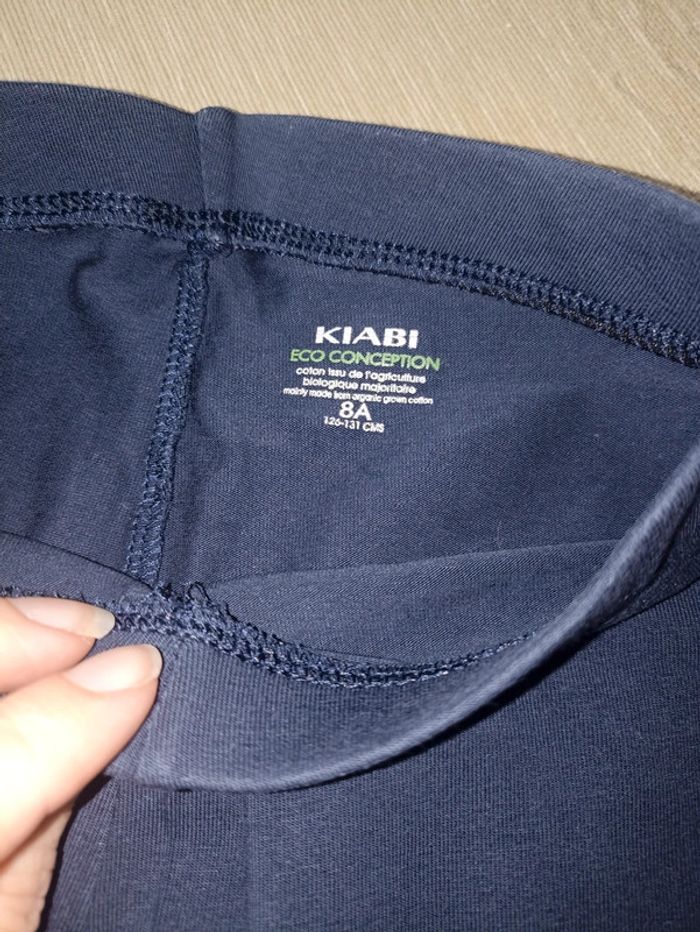 KIABI
ECO CONCEPTION
coton issu de l'agriculture
biologique majoritaire
mainly made from organic grown cotton
8A
126-131 CMS